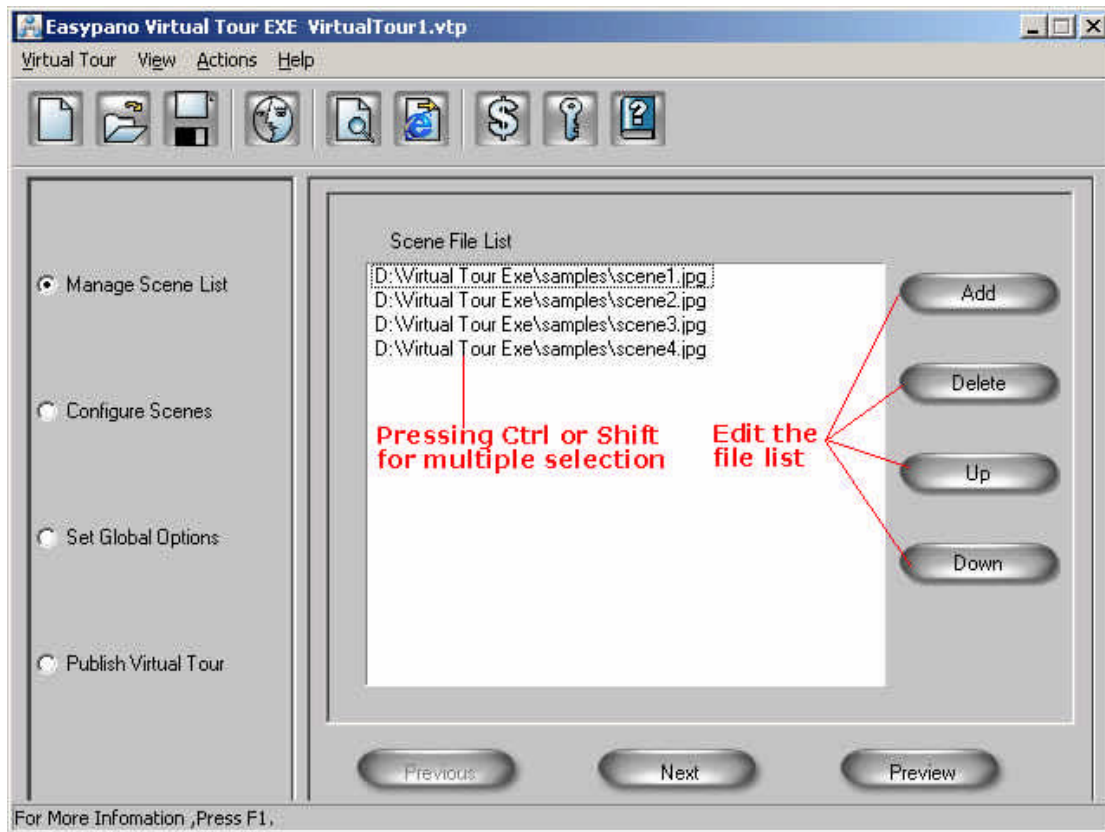 Easypano Virtual Tour EXE VirtualTour1.vtp
Virtual Tour View Actions Help
Manage Scene List
Configure Scenes
Set Global Options
Publish Virtual Tour
Scene File List
D:\Virtual Tour Exe\samples\scene1.jpg
D:\Virtual Tour Exe\samples\scene2.jpg
D:\Virtual Tour Exe\samples\scene3.jpg
D:\Virtual Tour Exe\samples\scene4.jpg
Pressing Ctrl or Shift
for multiple selection
Edit the
file list
Add
Delete
Up
Down
Previous
Next
Preview
For More Infomation ,Press F1.